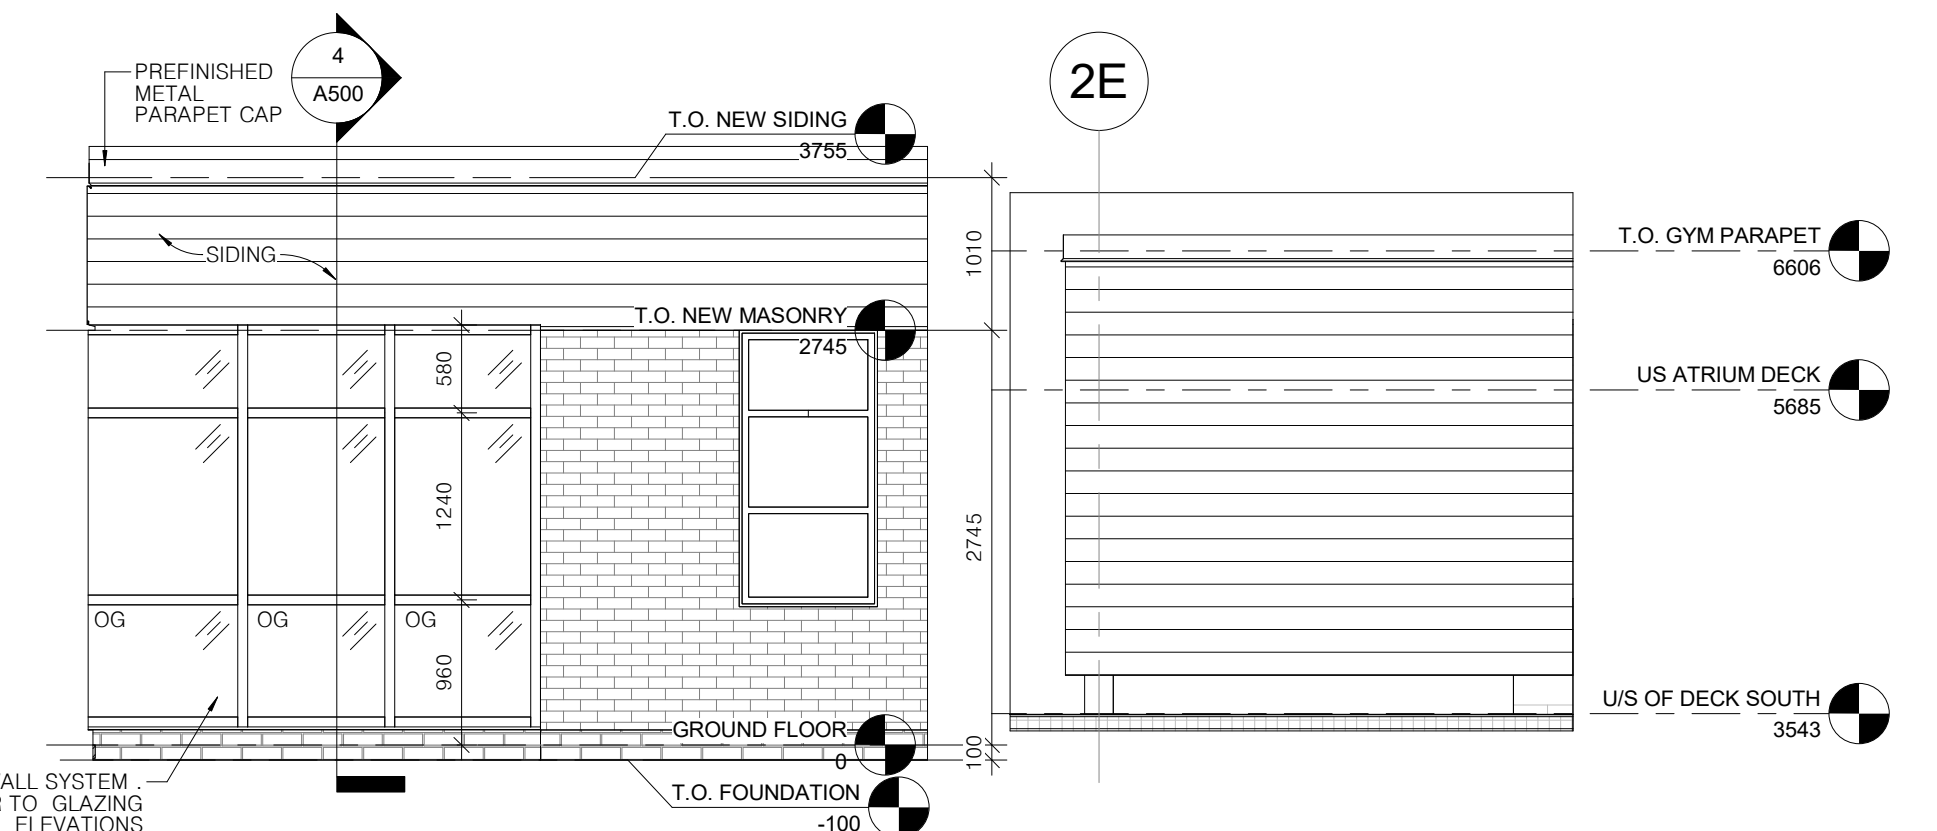 4
A500
PREFINISHED
METAL
PARAPET CAP
T.O. NEW SIDING
3755
SIDING
T.O. NEW MASONRY
2745
580
1240
960
OG
OG
OG
GROUND FLOOR
0
T.O. FOUNDATION
-100
ALL SYSTEM .
TO GLAZING
ELEVATIONS
1010
2745
100
2E
T.O. GYM PARAPET
6606
US ATRIUM DECK
5685
U/S OF DECK SOUTH
3543